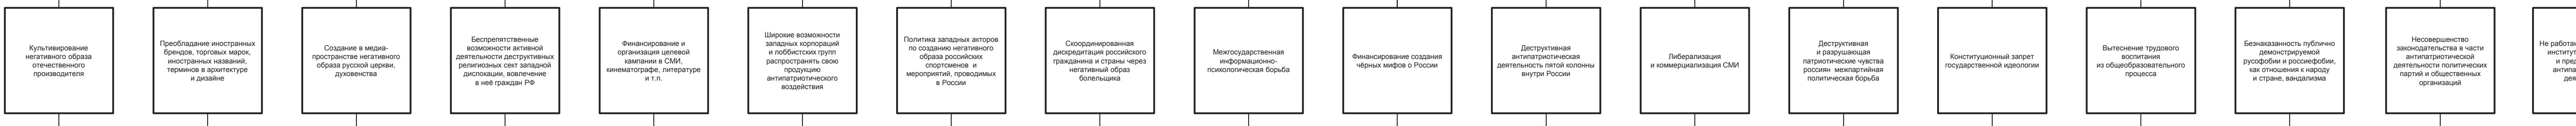 Культивирование
негативного образа
отечественного
производителя
Преобладание иностранных
брендов, торговых марок,
иностранных названий,
терминов в архитектуре
и дизайне
Создание в медиа-
пространстве негативного
образа русской церкви,
духовенства
Беспрепятственные
возможности активной
деятельности деструктивных
религиозных сект западной
дислокации, вовлечение
в неё граждан РФ
Финансирование и
организация целевой
кампании в СМИ,
кинематографе, литературе
и т.п.
Широкие возможности
западных корпораций
и лоббистских групп
распространять свою
продукцию
антипатриотического
воздействия
Политика западных акторов
по созданию негативного
образа российских
спортсменов и
мероприятий, проводимых
в России
Скоординированная
дискредитация российского
гражданина и страны через
негативный образ
болельщика
Межгосударственная
информационно-
психологическая борьба
Финансирование создания
чёрных мифов о России
Деструктивная
антипатриотическая
деятельность пятой колонны
внутри России
Либерализация
и коммерциализация СМИ
Деструктивная
и разрушающая
патриотические чувства
россиян межпартийная
политическая борьба
Конституционный запрет
государственной идеологии
Вытеснение трудового
воспитания
из общеобразовательного
процесса
Безнаказанность публично
демонстрируемой
русофобии и россиефобии,
как отношения к народу
и стране, вандализма
Несовершенство
законодательства в части
антипатриотической
деятельности политических
партий и общественных
организаций
Не работа
институ
и пред
антипа
дея